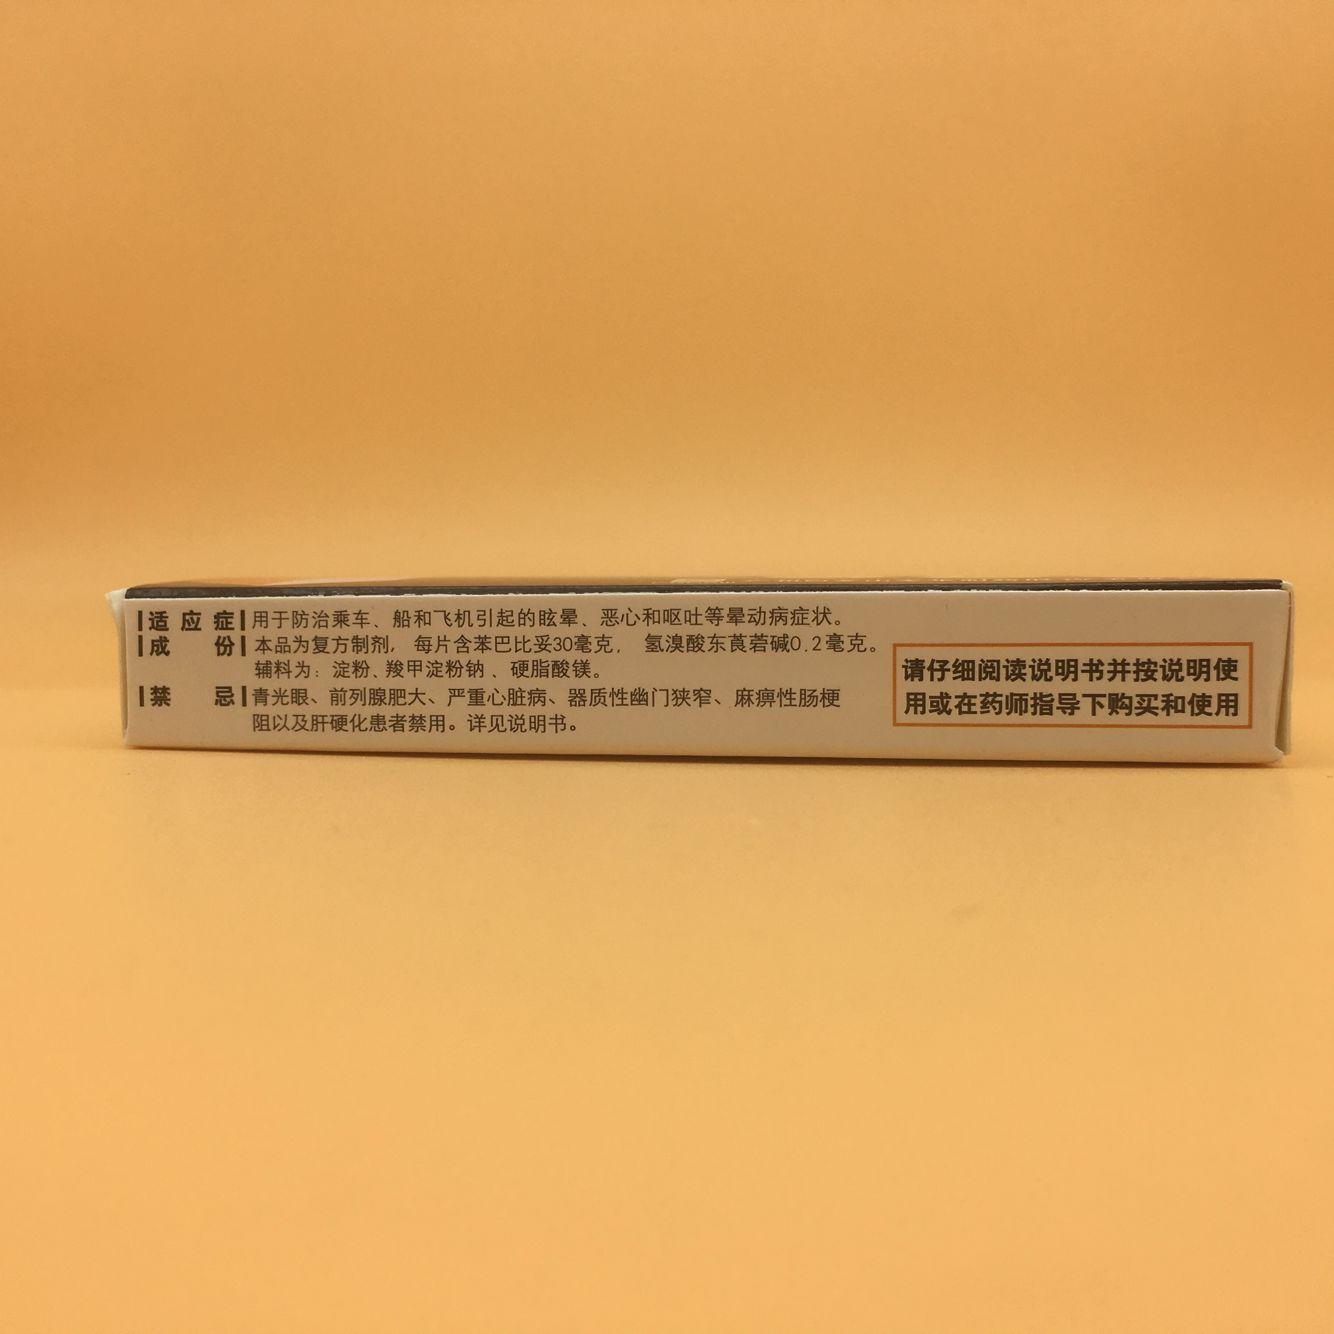 适应症 用于防治乘车、船和飞机引起的眩晕、恶心和呕吐等晕动病症状。
成份 本品为复方制剂, 每片含苯巴比妥30毫克, 氢溴酸东莨菪碱0.2毫克。
辅料为: 淀粉、羧甲淀粉钠、硬脂酸镁。
禁忌 青光眼、前列腺肥大、严重心脏病、器质性幽门狭窄、麻痹性肠梗
阻以及肝硬化患者禁用。详见说明书。
请仔细阅读说明书并按说明使
用或在药师指导下购买和使用